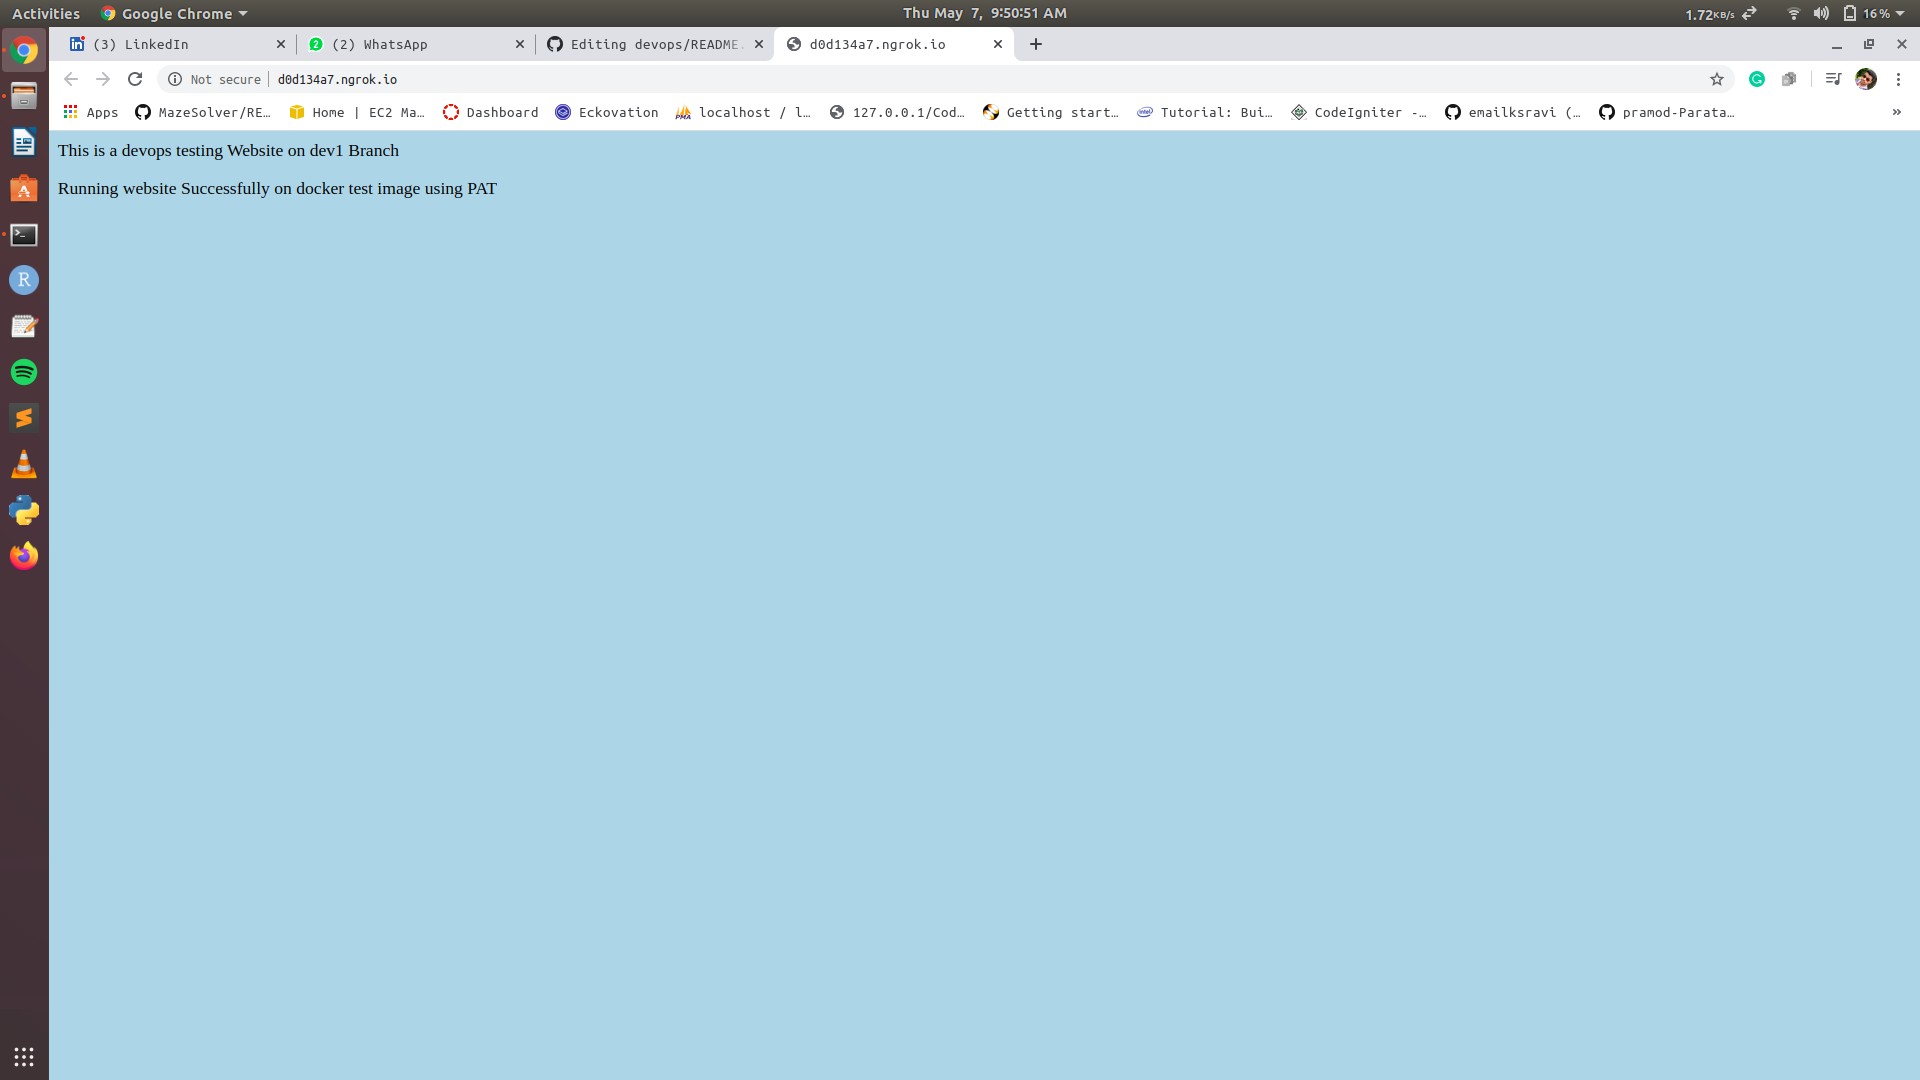 Activities Google Chrome Thu May 7, 9:50:51 AM 1.72KB/s 16%
(3) LinkedIn (2) WhatsApp Editing devops/README. d0d134a7.ngrok.io
Not secure d0d134a7.ngrok.io
Apps MazeSolver/RE… Home | EC2 Ma… Dashboard Eckovation localhost / l… 127.0.0.1/Cod… Getting start… Tutorial: Bui… CodeIgniter -… emailksravi (… pramod-Parata… »
This is a devops testing Website on dev1 Branch
Running website Successfully on docker test image using PAT